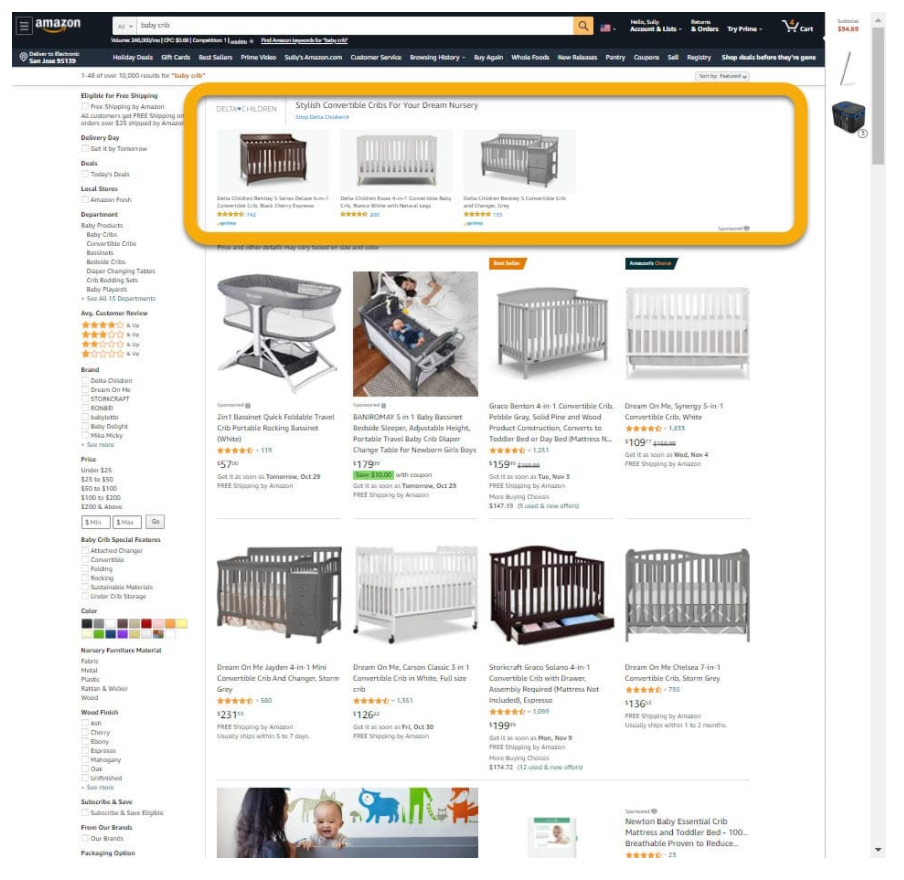 amazon
All
baby crib
Hello, Sully
Account & Lists
Returns
& Orders
Try Prime
4
Cart
Subtotal
$94.69
Volume: 246,000/mo | CPC: $0.68 | Competition: 1 |
Find Amazon keywords for "baby crib"
Deliver to Electronic
San Jose 95139
Holiday Deals Gift Cards Best Sellers Prime Video Sully's Amazon.com Customer Service Browsing History Buy Again Whole Foods New Releases Pantry Coupons Sell Registry Shop deals before they're gone
1-48 of over 10,000 results for "baby crib"
Sort by: Featured
Eligible for Free Shipping
Free Shipping by Amazon
All customers get FREE Shipping on
orders over $25 shipped by Amazon
Delivery Day
Get it by Tomorrow
Deals
Today's Deals
Local Stores
Amazon Fresh
Department
Baby Products
Baby Cribs
Convertible Cribs
Bassinets
Bedside Cribs
Diaper Changing Tables
Crib Bedding Sets
Baby Playards
See All 15 Departments
Avg. Customer Review
& Up
& Up
& Up
& Up
Brand
Delta Children
Dream On Me
STORKCRAFT
RONBEI
babyletto
Baby Delight
Mika Micky
See more
Price
Under $25
$25 to $50
$50 to $100
$100 to $200
$200 & Above
$ Min $ Max Go
Baby Crib Special Features
Attached Changer
Convertible
Folding
Rocking
Sustainable Materials
Under Crib Storage
Color
Nursery Furniture Material
Fabric
Metal
Plastic
Rattan & Wicker
Wood
Wood Finish
Ash
Cherry
Ebony
Espresso
Mahogany
Oak
Unfinished
See more
Subscribe & Save
Subscribe & Save Eligible
From Our Brands
Our Brands
Packaging Option
DELTA CHILDREN
Stylish Convertible Cribs For Your Dream Nursery
Shop Delta Children
Delta Children Bentley S Series Deluxe 6-in-1
Convertible Crib, Black Cherry Espresso
742
prime
Delta Children Essex 4-in-1 Convertible Baby
Crib, Bianca White with Natural Legs
200
Delta Children Bentley S Convertible Crib
and Changer, Grey
135
prime
Sponsored
Price and other details may vary based on size and color
Sponsored
2in1 Bassinet Quick Foldable Travel
Crib Portable Rocking Bassinet
(White)
119
$5700
Get it as soon as Tomorrow, Oct 29
FREE Shipping by Amazon
Sponsored
BANIROMAY 5 in 1 Baby Bassinet
Bedside Sleeper, Adjustable Height,
Portable Travel Baby Crib Diaper
Change Table for Newborn Girls Boys
$17999
Save $10.00 with coupon
Get it as soon as Tomorrow, Oct 29
FREE Shipping by Amazon
Best Seller
Graco Benton 4-in-1 Convertible Crib,
Pebble Gray, Solid Pine and Wood
Product Construction, Converts to
Toddler Bed or Day Bed (Mattress N...
1,251
$15999
Get it as soon as Tue, Nov 3
FREE Shipping by Amazon
More Buying Choices
$147.19 (9 used & new offers)
Amazon's Choice
Dream On Me, Synergy 5-in-1
Convertible Crib, White
$109
Get it as soon as Wed, Nov 4
FREE Shipping by Amazon
Dream On Me Jayden 4-in-1 Mini
Convertible Crib And Changer, Storm
Grey
580
$231
FREE Shipping by Amazon
Usually ships within 5 to 7 days.
Dream On Me, Carson Classic 3 in 1
Convertible Crib in White, Full size
crib
1,551
$126
Get it as soon as Fri, Oct 30
FREE Shipping by Amazon
Storkcraft Graco Solano 4-in-1
Convertible Crib with Drawer,
Assembly Required (Mattress Not
Included), Espresso
1,095
$19999
Get it as soon as Mon, Nov 9
FREE Shipping by Amazon
More Buying Choices
$174.72 (12 used & new offers)
Dream On Me Chelsea 7-in-1
Convertible Crib, Storm Grey
780
$136
FREE Shipping by Amazon
Usually ships within 1 to 2 months.
Sponsored
Newton Baby Essential Crib
Mattress and Toddler Bed - 100...
Breathable Proven to Reduce...
23